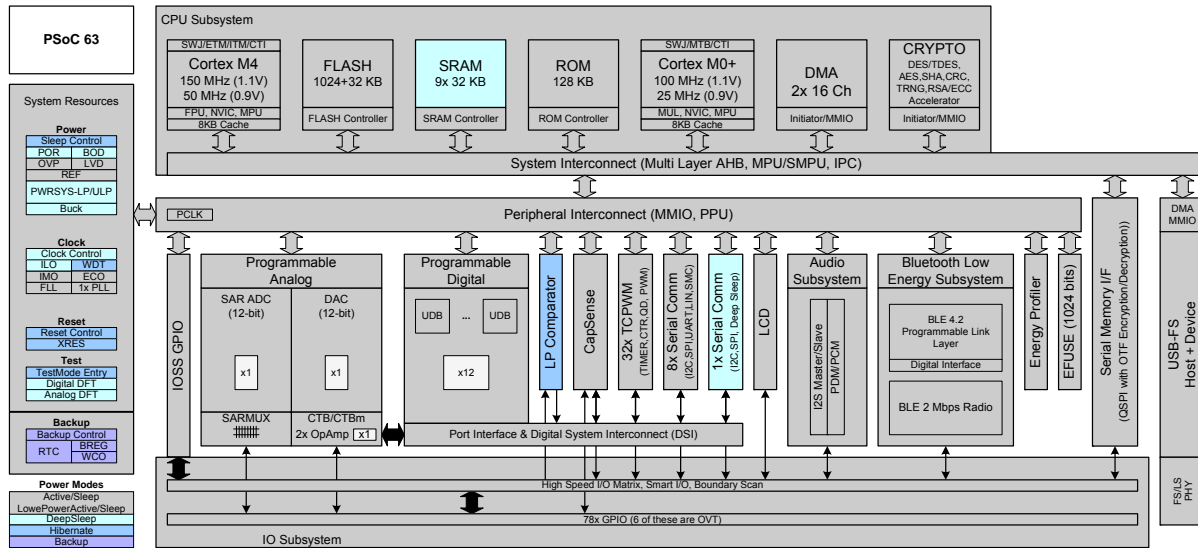 PSoC 63
System Resources
Power
Sleep Control
POR BOD
OVP LVD
REF
PWRSYS-LP/ULP
Buck
Clock
Clock Control
ILO WDT
IMO ECO
FLL 1x PLL
Reset
Reset Control
XRES
Test
TestMode Entry
Digital DFT
Analog DFT
Backup
Backup Control
RTC BREG
WCO
Power Modes
Active/Sleep
LowePowerActive/Sleep
DeepSleep
Hibernate
Backup
CPU Subsystem
SWJ/ETM/ITM/CTI
Cortex M4
150 MHz (1.1V)
50 MHz (0.9V)
FPU, NVIC, MPU
8KB Cache
FLASH
1024+32 KB
FLASH Controller
SRAM
9x 32 KB
SRAM Controller
ROM
128 KB
ROM Controller
SWJ/MTB/CTI
Cortex M0+
100 MHz (1.1V)
25 MHz (0.9V)
MUL, NVIC, MPU
8KB Cache
DMA
2x 16 Ch
Initiator/MMIO
CRYPTO
DES/TDES,
AES,SHA,CRC,
TRNG,RSA/ECC
Accelerator
Initiator/MMIO
System Interconnect (Multi Layer AHB, MPU/SMPU, IPC)
PCLK
Peripheral Interconnect (MMIO, PPU)
IOSS GPIO
Programmable
Analog
SAR ADC
(12-bit)
x1
SARMUX
DAC
(12-bit)
x1
CTB/CTBm
2x OpAmp x1
Programmable
Digital
UDB ... UDB
x12
LP Comparator
CapSense
32x TCPWM
(TIMER,CTR,QD, PWM)
8x Serial Comm
(I2C,SPI,UART,LIN,SMC)
1x Serial Comm
(I2C,SPI, Deep Sleep)
LCD
Port Interface & Digital System Interconnect (DSI)
Audio
Subsystem
I2S Master/Slave
PDM/PCM
Bluetooth Low
Energy Subsystem
BLE 4.2
Programmable Link
Layer
Digital Interface
BLE 2 Mbps Radio
Energy Profiler
EFUSE (1024 bits)
Serial Memory I/F
(QSPI with OTF Encryption/Decryption))
DMA
MMIO
USB-FS
Host + Device
FS/LS
PHY
High Speed I/O Matrix, Smart I/O, Boundary Scan
78x GPIO (6 of these are OVT)
IO Subsystem